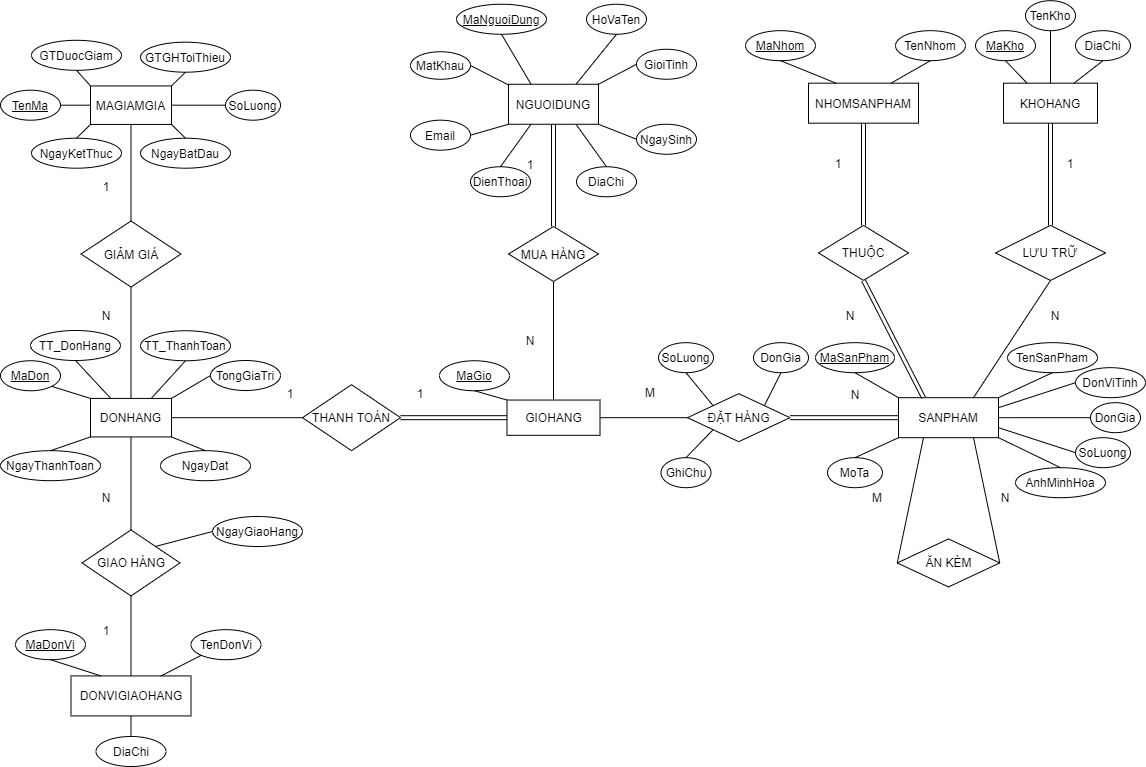 TenKho
MaNguoiDung
HoVaTen
MaNhom
TenNhom
MaKho
DiaChi
GTDuocGiam
GTGHToiThieu
MatKhau
GioiTinh
TenMa
MAGIAMGIA
SoLuong
NGUOIDUNG
NHOMSANPHAM
KHOHANG
Email
NgaySinh
NgayKetThuc
NgayBatDau
1
1
1
DienThoai
DiaChi
1
GIẢM GIÁ
MUA HÀNG
THUỘC
LƯU TRỮ
N
N
N
TT_DonHang
TT_ThanhToan
N
SoLuong
DonGia
MaSanPham
TenSanPham
MaDon
TongGiaTri
MaGio
DonViTinh
1
1
M
N
DONHANG
THANH TOÁN
GIOHANG
ĐẶT HÀNG
SANPHAM
DonGia
NgayThanhToan
NgayDat
GhiChu
MoTa
SoLuong
AnhMinhHoa
N
M
N
NgayGiaoHang
GIAO HÀNG
ĂN KÈM
1
MaDonVi
TenDonVi
DONVIGIAOHANG
DiaChi